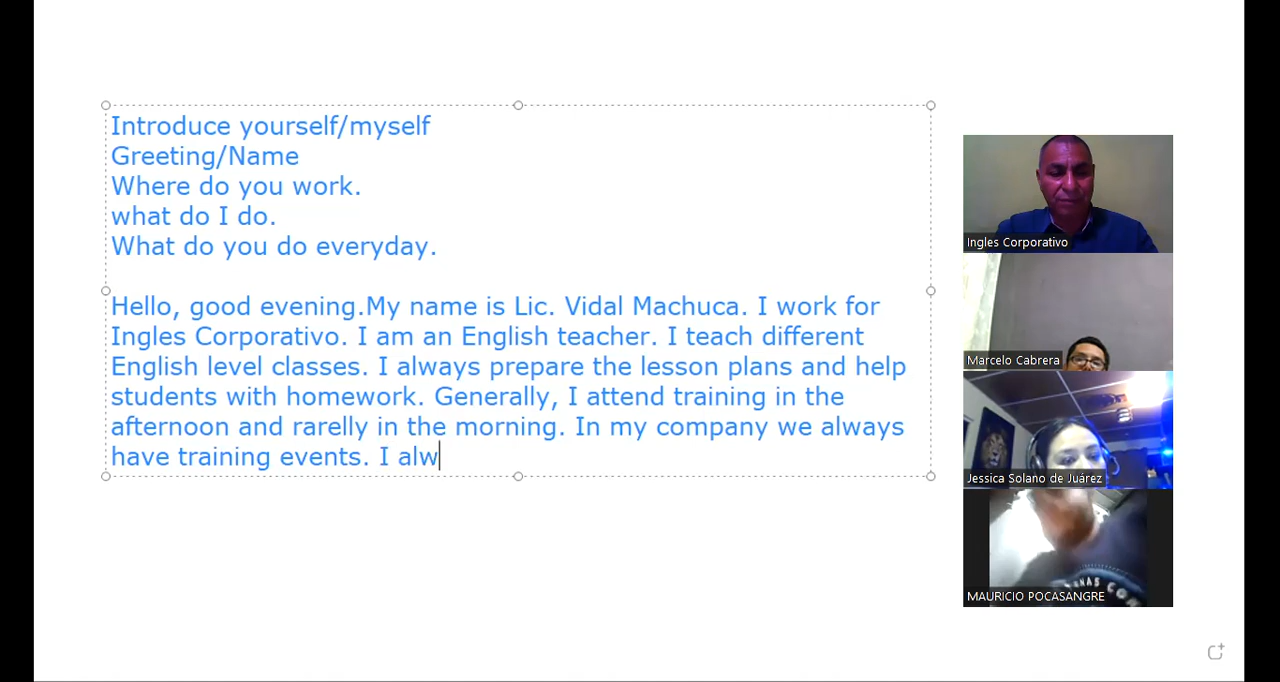 Introduce yourself/myself
Greeting/Name
Where do you work.
what do I do.
What do you do everyday.
Hello, good evening.My name is Lic. Vidal Machuca. I work for
Ingles Corporativo. I am an English teacher. I teach different
English level classes. I always prepare the lesson plans and help
students with homework. Generally, I attend training in the
afternoon and rarelly in the morning. In my company we always
have training events. I alw
Ingles Corporativo
Marcelo Cabrera
Jessica Solano de Juárez
MAURICIO POCASANGRE